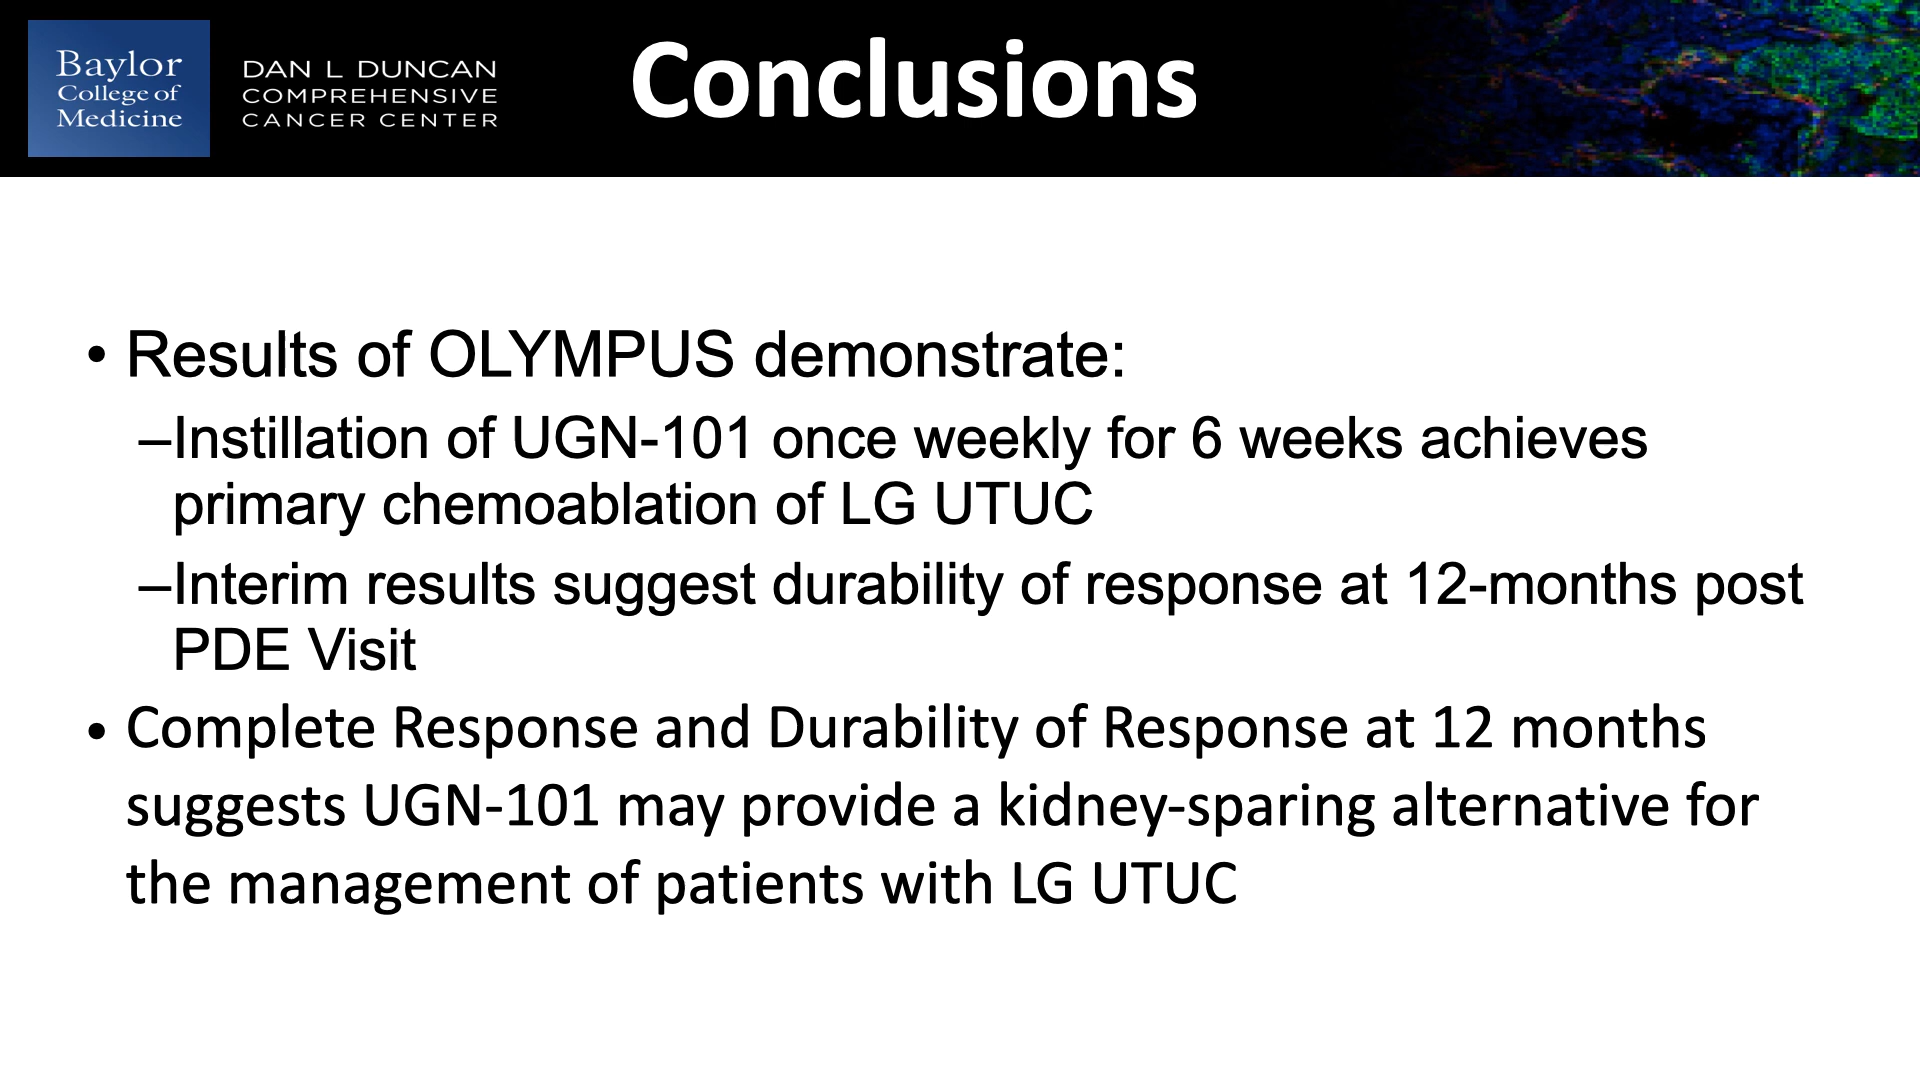 Baylor
College of
Medicine
DAN L DUNCAN
COMPREHENSIVE
CANCER CENTER
Conclusions
• Results of OLYMPUS demonstrate:
–Instillation of UGN-101 once weekly for 6 weeks achieves
primary chemoablation of LG UTUC
–Interim results suggest durability of response at 12-months post
PDE Visit
• Complete Response and Durability of Response at 12 months
suggests UGN-101 may provide a kidney-sparing alternative for
the management of patients with LG UTUC